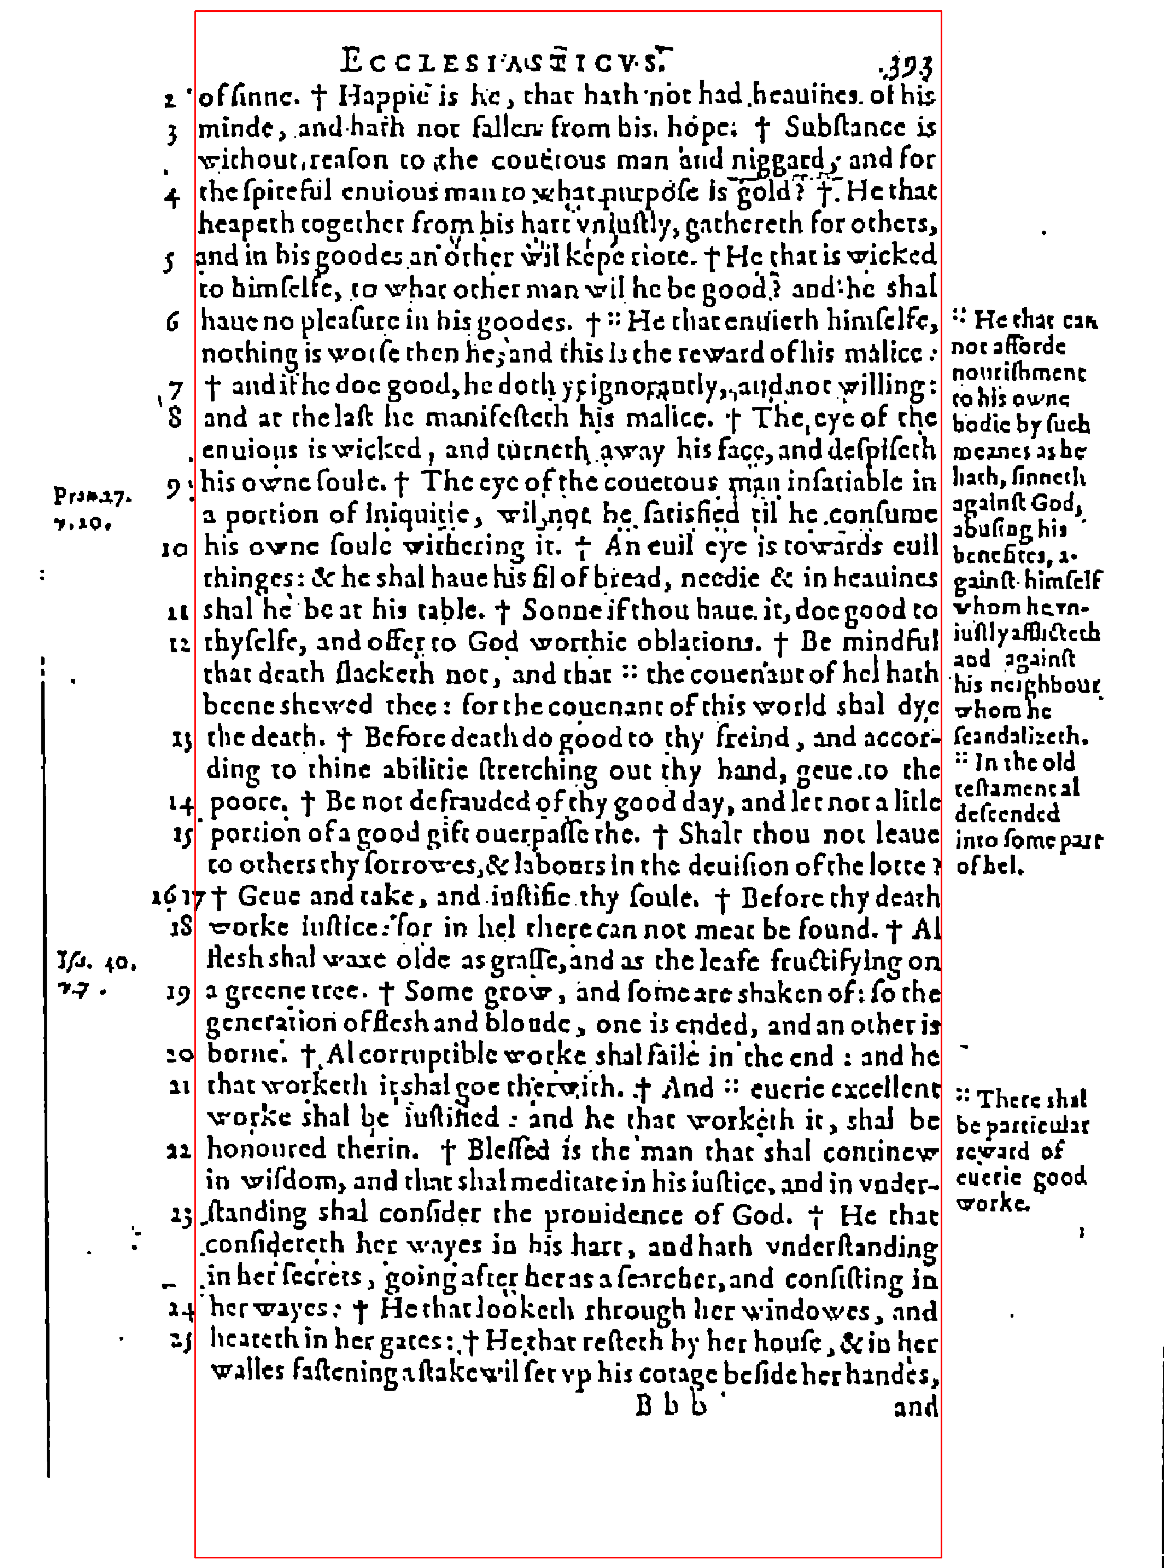 ECCLESIASTICVS. 393
2 of sinne. † Happie is he, that hath not had heauines of his
3 minde, and hath not fallen from his hope. † Substance is
without reason to the couetous man and niggard, and for
4 the spiteful enuious man to what purpose is gold? † He that
heapeth together from his hart vniustly, gathereth for others,
5 and in his goodes an other wil kepe riote. † He that is wicked
to himselfe, to what other man wil he be good? and he shal
6 haue no pleasure in his goodes. † :: He that enuieth himselfe,
nothing is worse then he, and this is the reward of his malice:
7 † and if he doe good, he doth it ignorantly, and not willing:
8 and at the last he manifesteth his malice. † The eye of the
enuious is wicked, and turneth away his face, and despiseth
9 his owne soule. † The eye of the couetous man insatiable in
a portion of iniquitie, wil not be satisfied til he consume
10 his owne soule withering it. † An euil eye is towards euil
thinges: & he shal haue his fil of bread, needie & in heauines
11 shal he be at his table. † Sonne if thou haue it, doe good to
12 thyselfe, and offer to God worthie oblations. † Be mindful
that death slacketh not, and that :: the couenant of hel hath
beene shewed thee: for the couenant of this world shal dye
13 the death. † Before death do good to thy freind, and accor-
ding to thine abilitie stretching out thy hand, geue to the
14 poore. † Be not defrauded of thy good day, and let not a litle
15 portion of a good gift ouerpasse the. † Shalt thou not leaue
to others thy sorrowes, & labours in the deuision of the lotte?
16 17 † Geue and take, and iustifie thy soule. † Before thy death
18 worke iustice: for in hel there can not meat be found. † Al
flesh shal waxe olde as grasse, and as the leafe fructifying on
19 a greene tree. † Some grow, and some are shaken of: so the
generation of flesh and bloude, one is ended, and an other is
20 borne. † Al corruptible worke shal faile in the end: and he
21 that worketh it shal goe therwith. † And :: euerie excellent
worke shal be iustified: and he that worketh it, shal be
22 honoured therin. † Blessed is the man that shal continew
in wisdom, and that shal meditate in his iustice, and in vnder-
23 standing shal consider the prouidence of God. † He that
considereth her wayes in his hart, and hath vnderstanding
in her secrets, going after her as a searcher, and consisting in
24 her wayes: † He that looketh through her windowes, and
25 heareth in her gates: † He that resteth by her house, & in her
walles fastening a stake wil set vp his cotage beside her handes,
Bbb and
Prou. 27.
v. 20.
Isa. 40.
v. 7.
:: He that can
not afforde
nourishment
to his owne
bodie by such
meanes as he
hath, sinneth
against God,
abusing his
benefites, a-
gainst himself
whom he vn-
iustly afflicteth
and against
his neighbour
whom he
scandalizeth.
:: In the old
testament al
descended
into some part
of hel.
:: There shal
be particular
reward of
euerie good
worke.